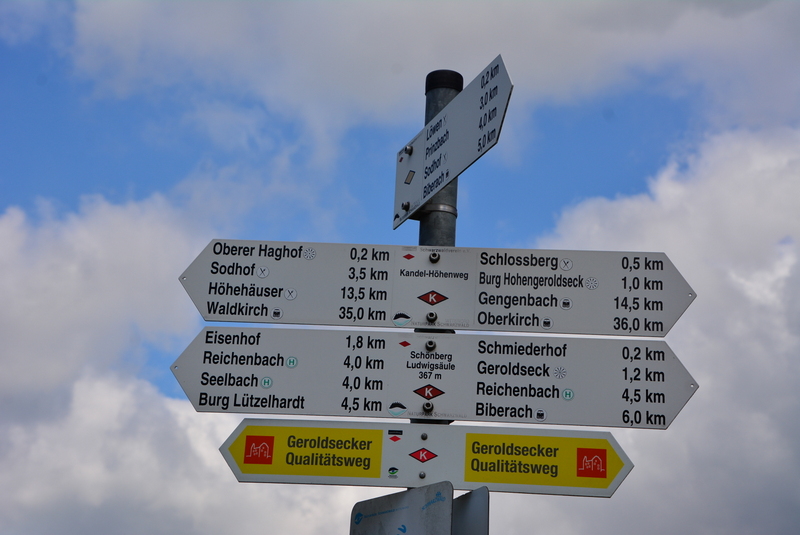 Löwen 0,2 km
Prinzbach 3,0 km
Sodhof 4,0 km
Biberach 5,0 km
Oberer Haghof 0,2 km
Sodhof 3,5 km
Höhehäuser 13,5 km
Waldkirch 35,0 km
Kandel-Höhenweg
K
Schlossberg 0,5 km
Burg Hohengeroldseck 1,0 km
Gengenbach 14,5 km
Oberkirch 36,0 km
Eisenhof 1,8 km
Reichenbach H 4,0 km
Seelbach H 4,0 km
Burg Lützelhardt 4,5 km
Schönberg
Ludwigsäule
367 m
K
Schmiederhof 0,2 km
Geroldseck 1,2 km
Reichenbach H 4,5 km
Biberach 6,0 km
Geroldsecker
Qualitätsweg
K
Geroldsecker
Qualitätsweg